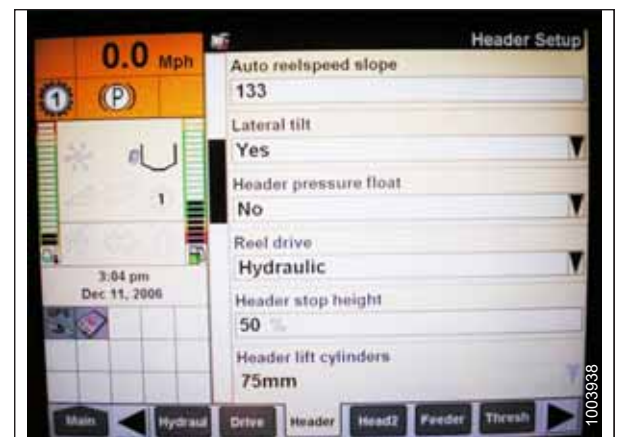 0.0 Mph
Header Setup
Auto reelspeed slope
133
1
(P)
Lateral tilt
Yes
Header pressure float
No
1
Reel drive
Hydraulic
3:04 pm
Dec 11, 2006
Header stop height
50 %
Header lift cylinders
75mm
Main
Hydraul
Drive
Header
Head2
Feeder
Thresh
1003938